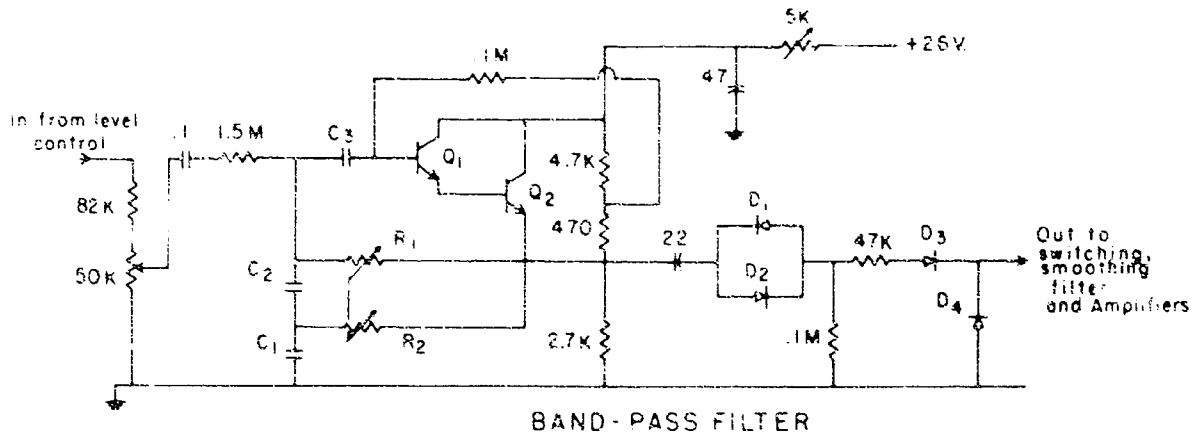 5K
+26V.
.1M
47
In from level
control
.1
1.5M
C3
Q1
4.7K
Q2
82K
470
D1
R1
22
47K
D3
Out to
switching,
smoothing
filter
and Amplifiers
50K
C2
D2
D4
R2
C1
2.7K
.1M
BAND-PASS FILTER